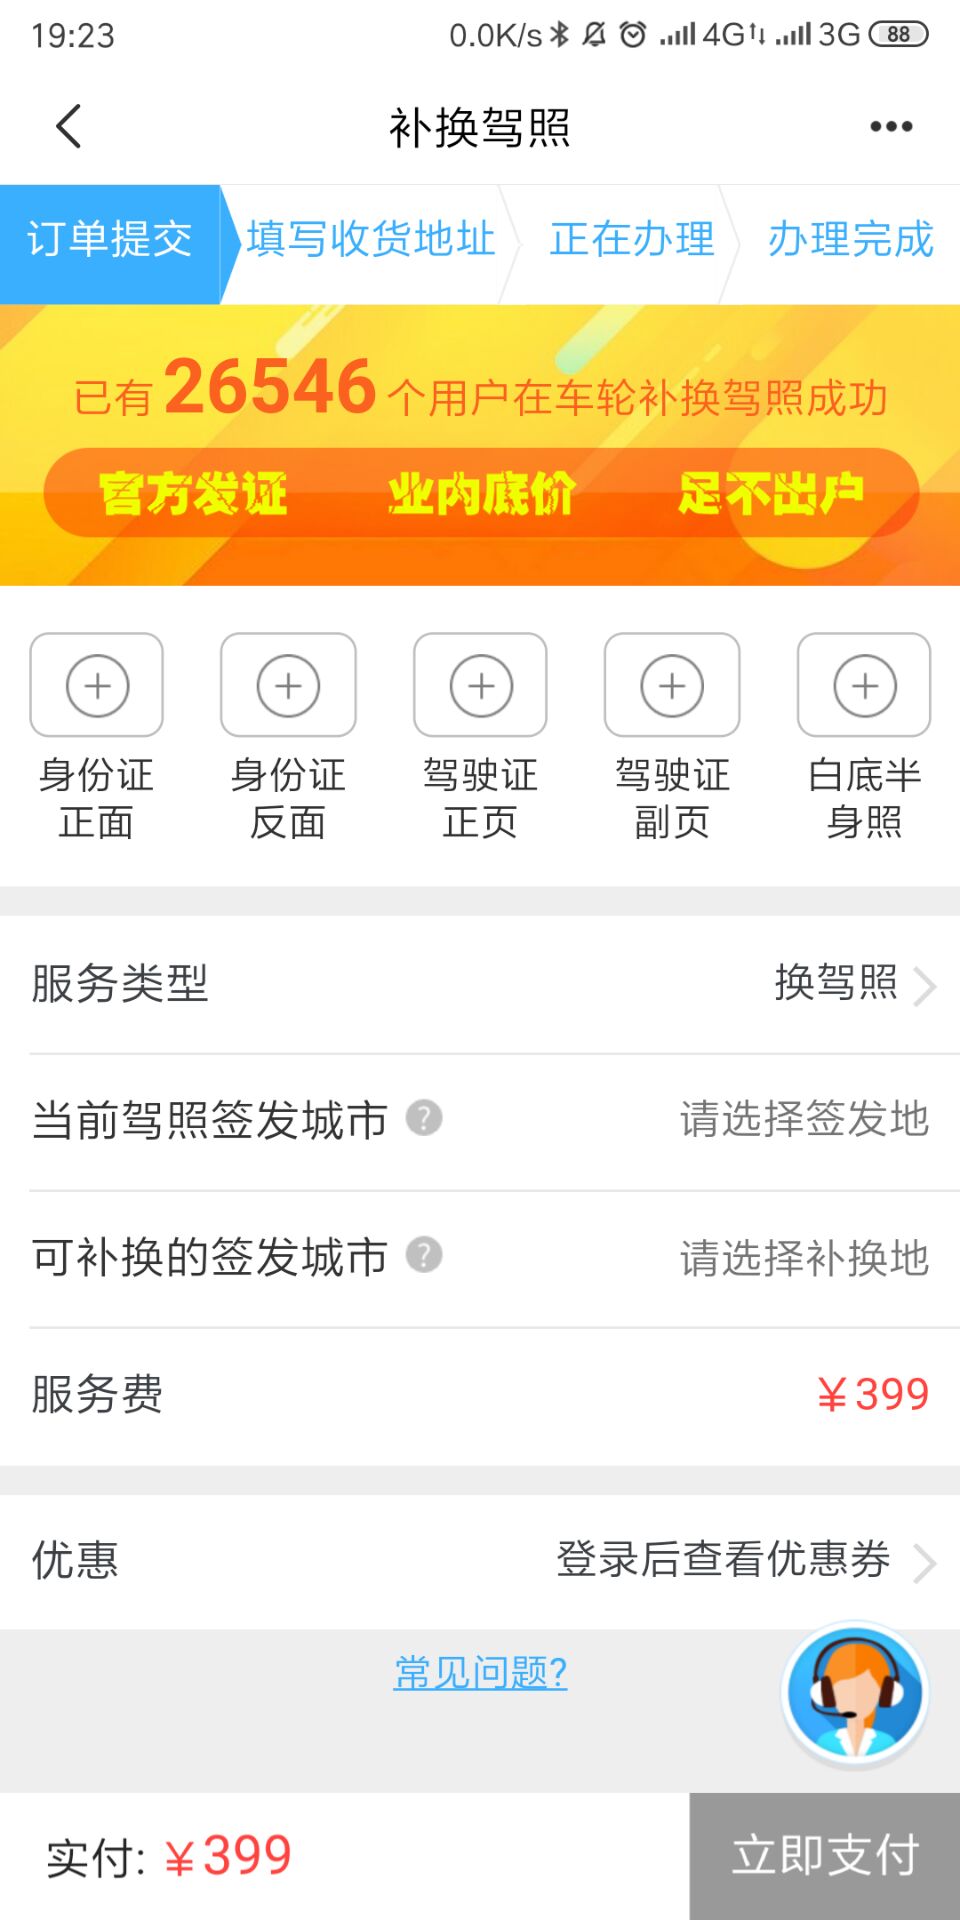 19:23 0.0K/s 4G 3G 88
补换驾照
订单提交 填写收货地址 正在办理 办理完成
已有26546个用户在车轮补换驾照成功
官方发证 业内底价 足不出户
身份证 身份证 驾驶证 驾驶证 白底半
正面 反面 正页 副页 身照
服务类型 换驾照
当前驾照签发城市 ? 请选择签发地
可补换的签发城市 ? 请选择补换地
服务费 ￥399
优惠 登录后查看优惠券
常见问题?
实付: ￥399 立即支付